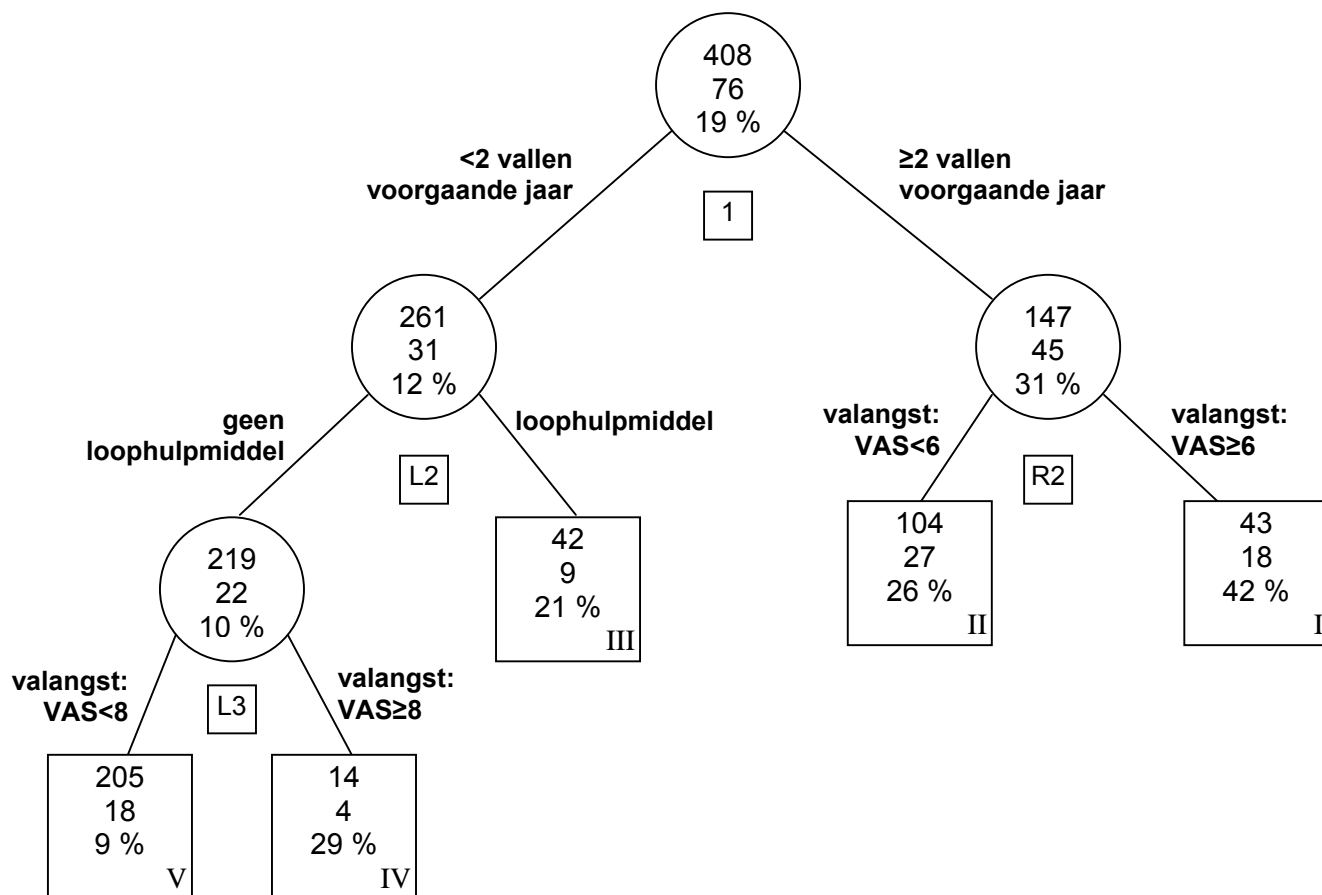 408
76
19 %
<2 vallen
voorgaande jaar
≥2 vallen
voorgaande jaar
1
261
31
12 %
147
45
31 %
geen
loophulpmiddel
loophulpmiddel
valangst:
VAS<6
valangst:
VAS≥6
L2
R2
219
22
10 %
42
9
21 %
III
104
27
26 %
II
43
18
42 %
I
valangst:
VAS<8
valangst:
VAS≥8
L3
205
18
9 %
V
14
4
29 %
IV